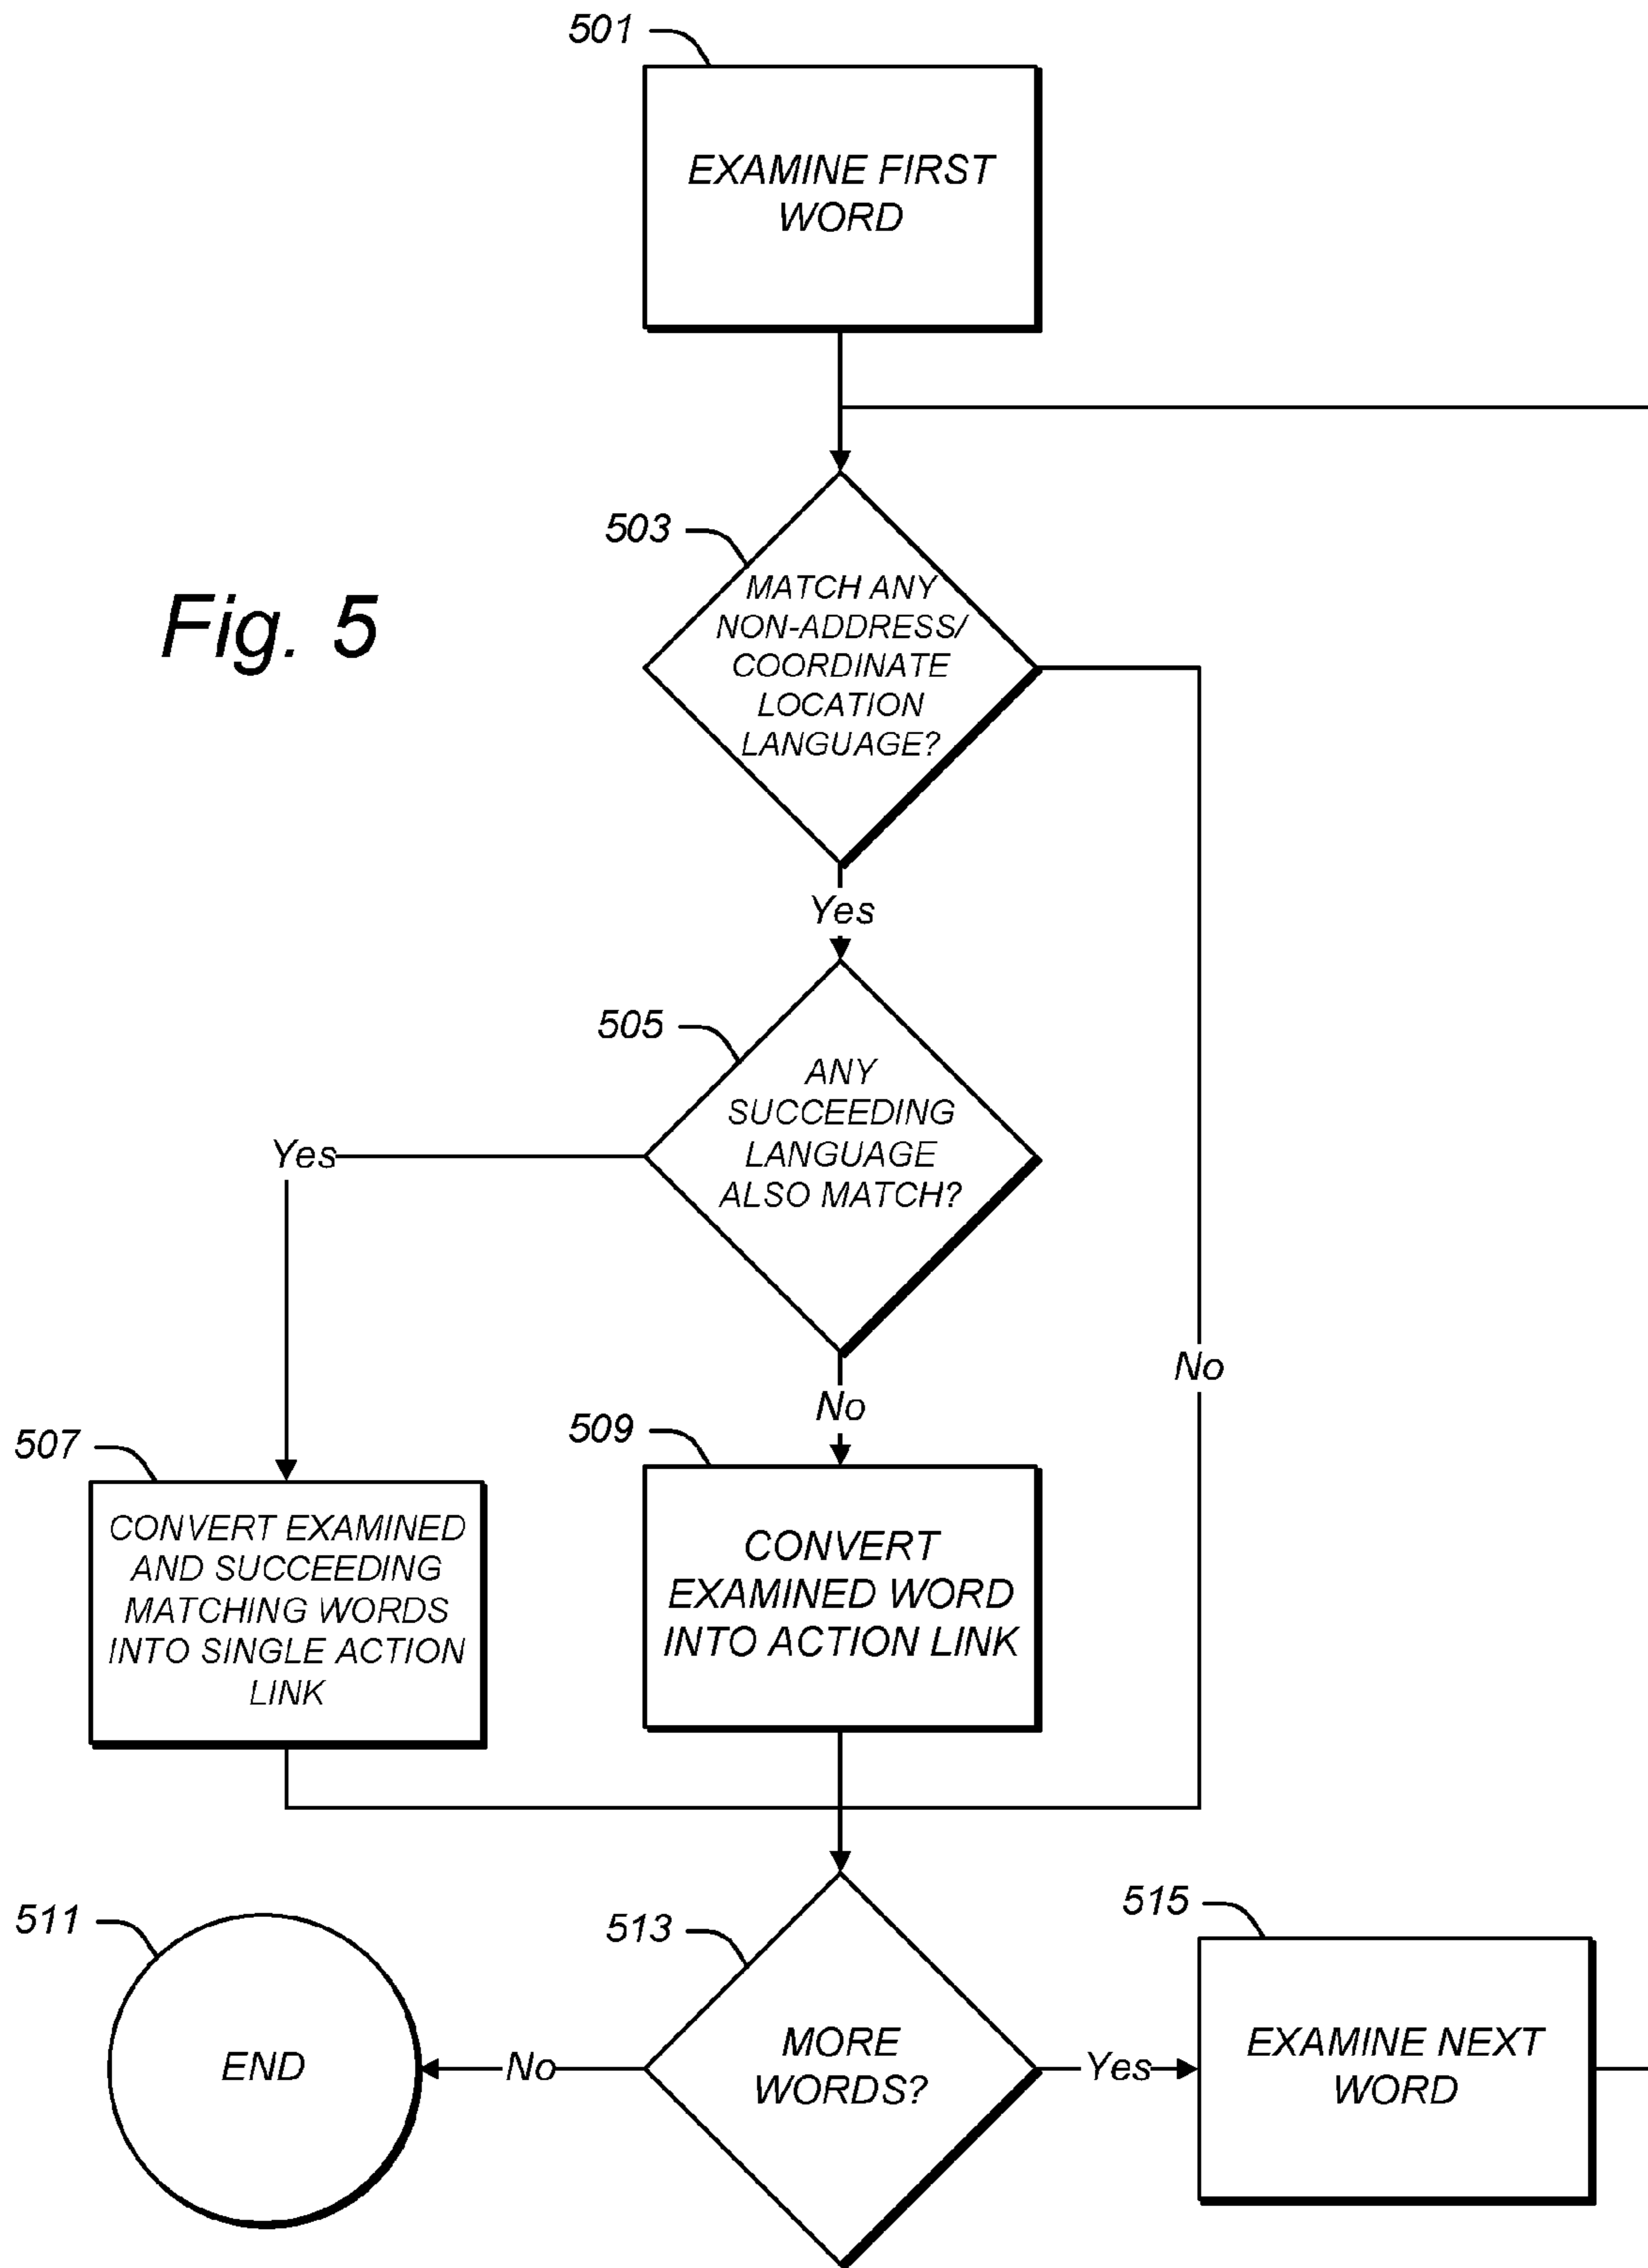 501
EXAMINE FIRST
WORD
503
MATCH ANY
NON-ADDRESS/
COORDINATE
LOCATION
LANGUAGE?
Fig. 5
Yes
505
ANY
SUCCEEDING
LANGUAGE
ALSO MATCH?
Yes
No
No
507
CONVERT EXAMINED
AND SUCCEEDING
MATCHING WORDS
INTO SINGLE ACTION
LINK
509
CONVERT
EXAMINED WORD
INTO ACTION LINK
511
END
No
513
MORE
WORDS?
Yes
515
EXAMINE NEXT
WORD